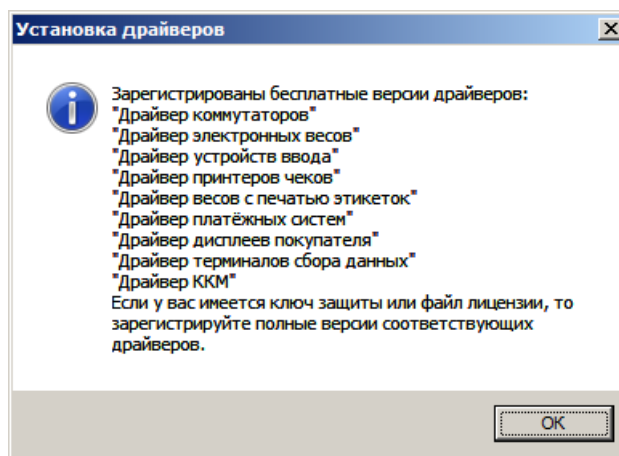 Установка драйверов
Зарегистрированы бесплатные версии драйверов:
"Драйвер коммутаторов"
"Драйвер электронных весов"
"Драйвер устройств ввода"
"Драйвер принтеров чеков"
"Драйвер весов с печатью этикеток"
"Драйвер платёжных систем"
"Драйвер дисплеев покупателя"
"Драйвер терминалов сбора данных"
"Драйвер ККМ"
Если у вас имеется ключ защиты или файл лицензии, то
зарегистрируйте полные версии соответствующих
драйверов.
OK